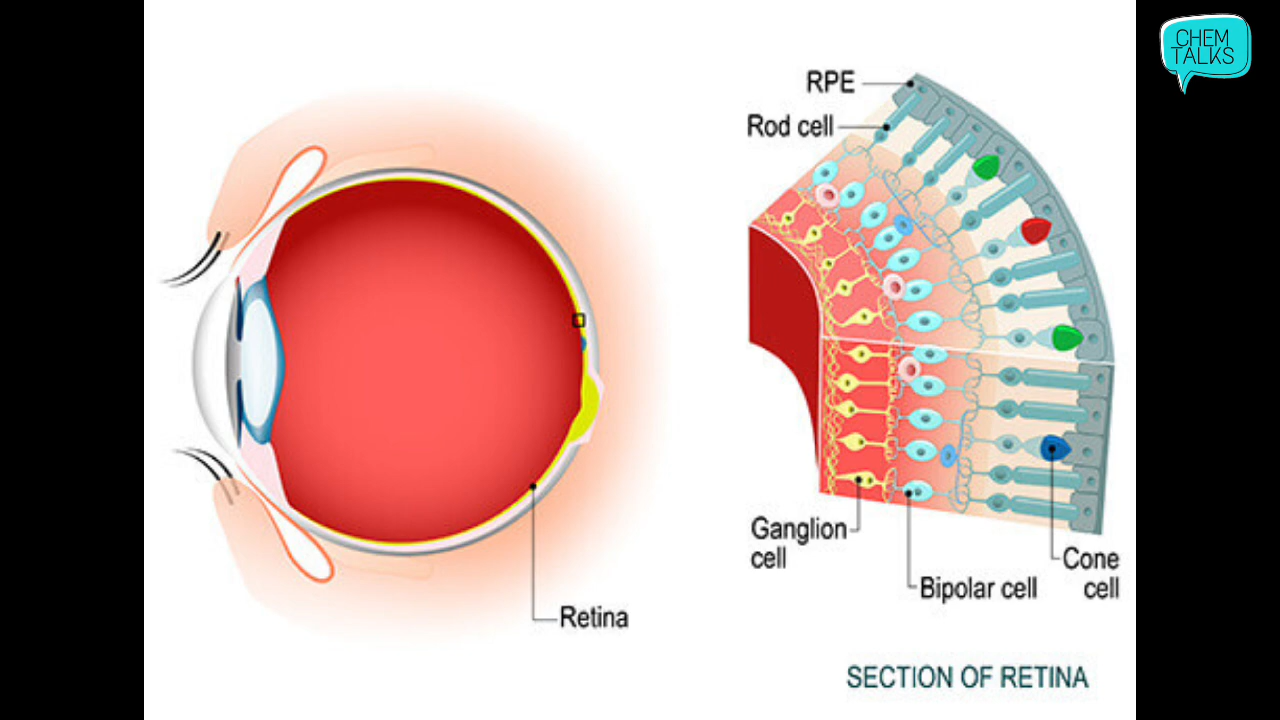 CHEM
TALKS
RPE
Rod cell
Ganglion
cell
Bipolar cell
Cone
cell
Retina
SECTION OF RETINA